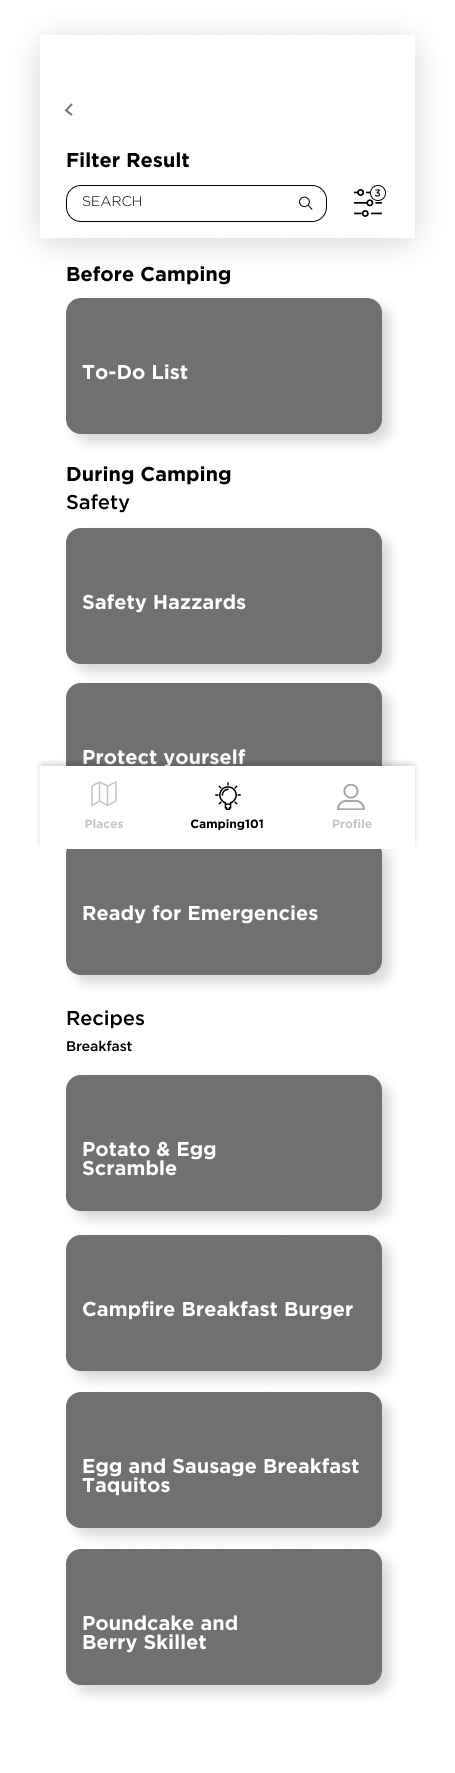 Filter Result
SEARCH
3
Before Camping
To-Do List
During Camping
Safety
Safety Hazzards
Protect yourself
Places
Camping101
Profile
Ready for Emergencies
Recipes
Breakfast
Potato & Egg
Scramble
Campfire Breakfast Burger
Egg and Sausage Breakfast
Taquitos
Poundcake and
Berry Skillet